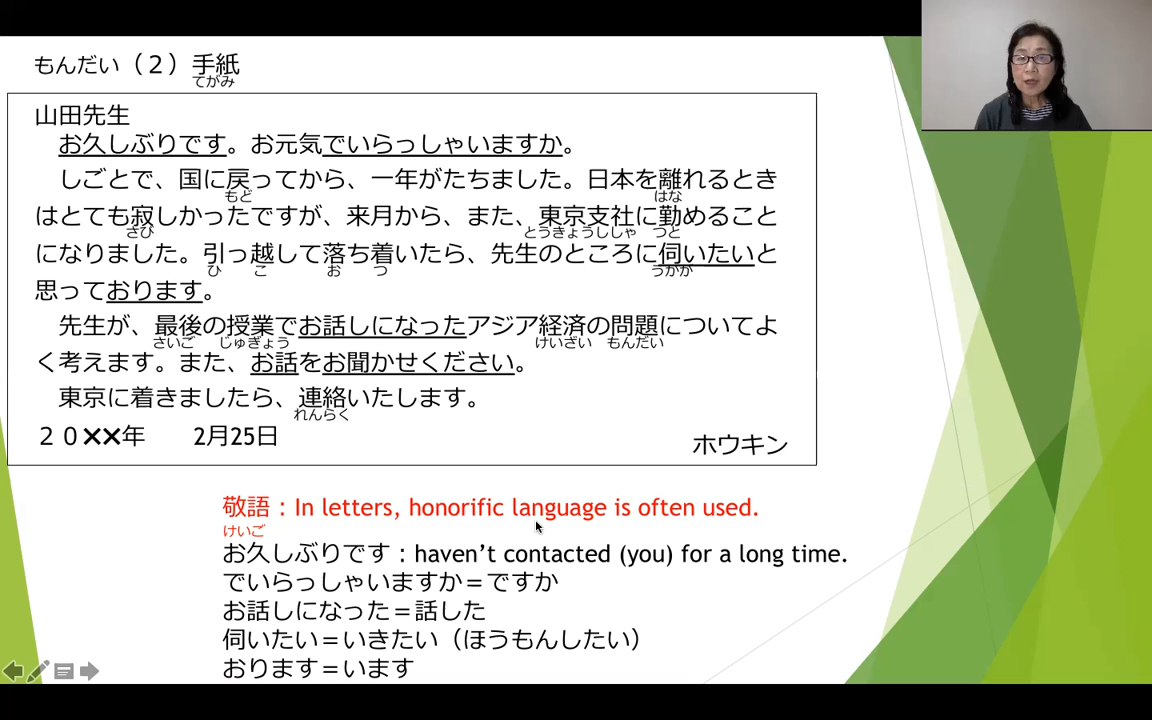 もんだい（２）手紙
てがみ
山田先生
お久しぶりです。お元気でいらっしゃいますか。
しごとで、国に戻ってから、一年がたちました。日本を離れるとき
もど はな
はとても寂しかったですが、来月から、また、東京支社に勤めること
さび とうきょうししゃ つと
になりました。引っ越して落ち着いたら、先生のところに伺いたいと
ひ こ お つ うかが
思っております。
先生が、最後の授業でお話しになったアジア経済の問題についてよ
さいご じゅぎょう けいざい もんだい
く考えます。また、お話をお聞かせください。
東京に着きましたら、連絡いたします。
れんらく
２０××年 2月25日
ホウキン
敬語：In letters, honorific language is often used.
けいご
お久しぶりです：haven't contacted (you) for a long time.
でいらっしゃいますか＝ですか
お話しになった＝話した
伺いたい＝いきたい（ほうもんしたい）
おります＝います